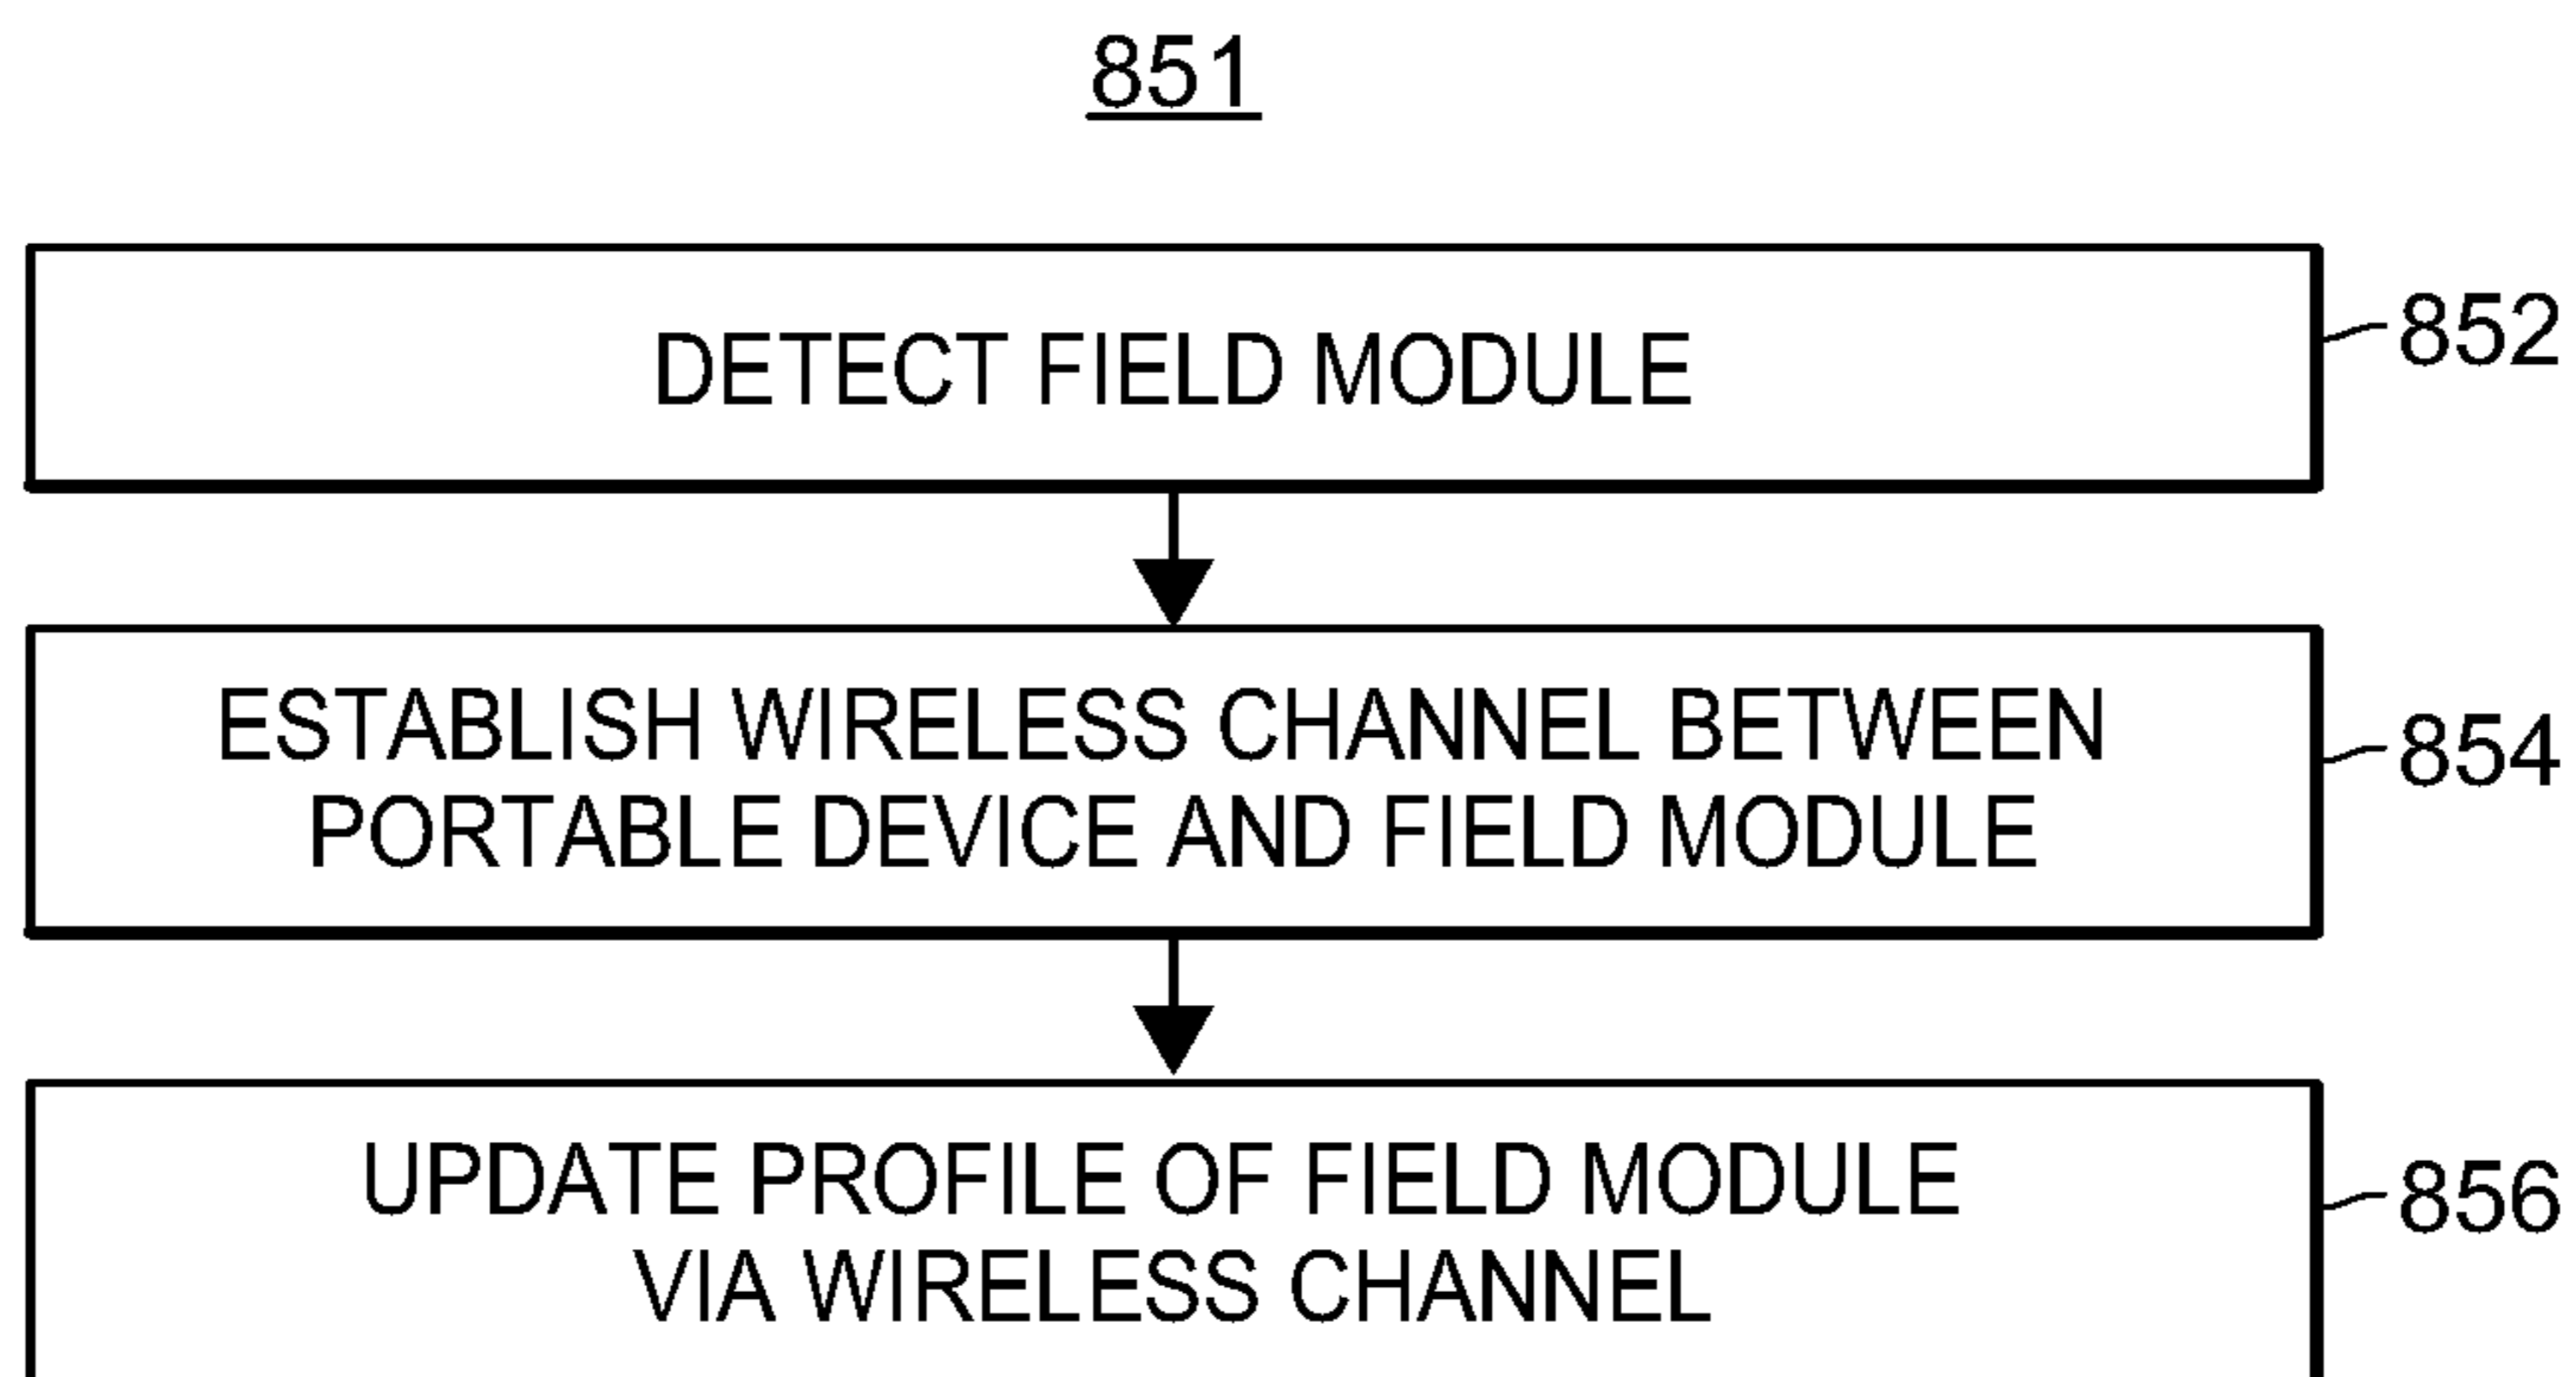 851
DETECT FIELD MODULE
852
ESTABLISH WIRELESS CHANNEL BETWEEN
PORTABLE DEVICE AND FIELD MODULE
854
UPDATE PROFILE OF FIELD MODULE
VIA WIRELESS CHANNEL
856